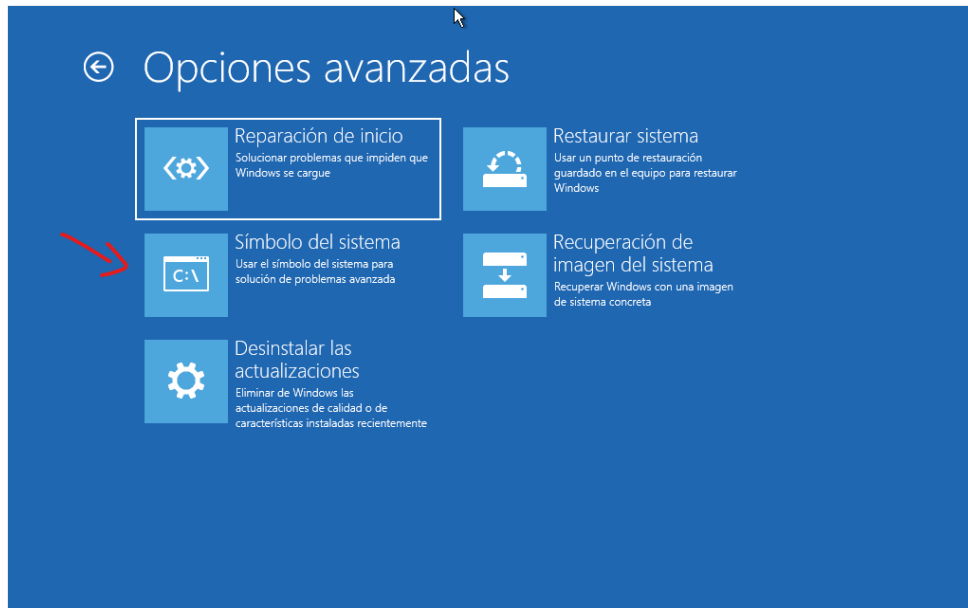 Opciones avanzadas
Reparación de inicio
Solucionar problemas que impiden que
Windows se cargue
Símbolo del sistema
Usar el símbolo del sistema para
solución de problemas avanzada
C:\
Desinstalar las
actualizaciones
Eliminar de Windows las
actualizaciones de calidad o de
características instaladas recientemente
Restaurar sistema
Usar un punto de restauración
guardado en el equipo para restaurar
Windows
Recuperación de
imagen del sistema
Recuperar Windows con una imagen
de sistema concreta